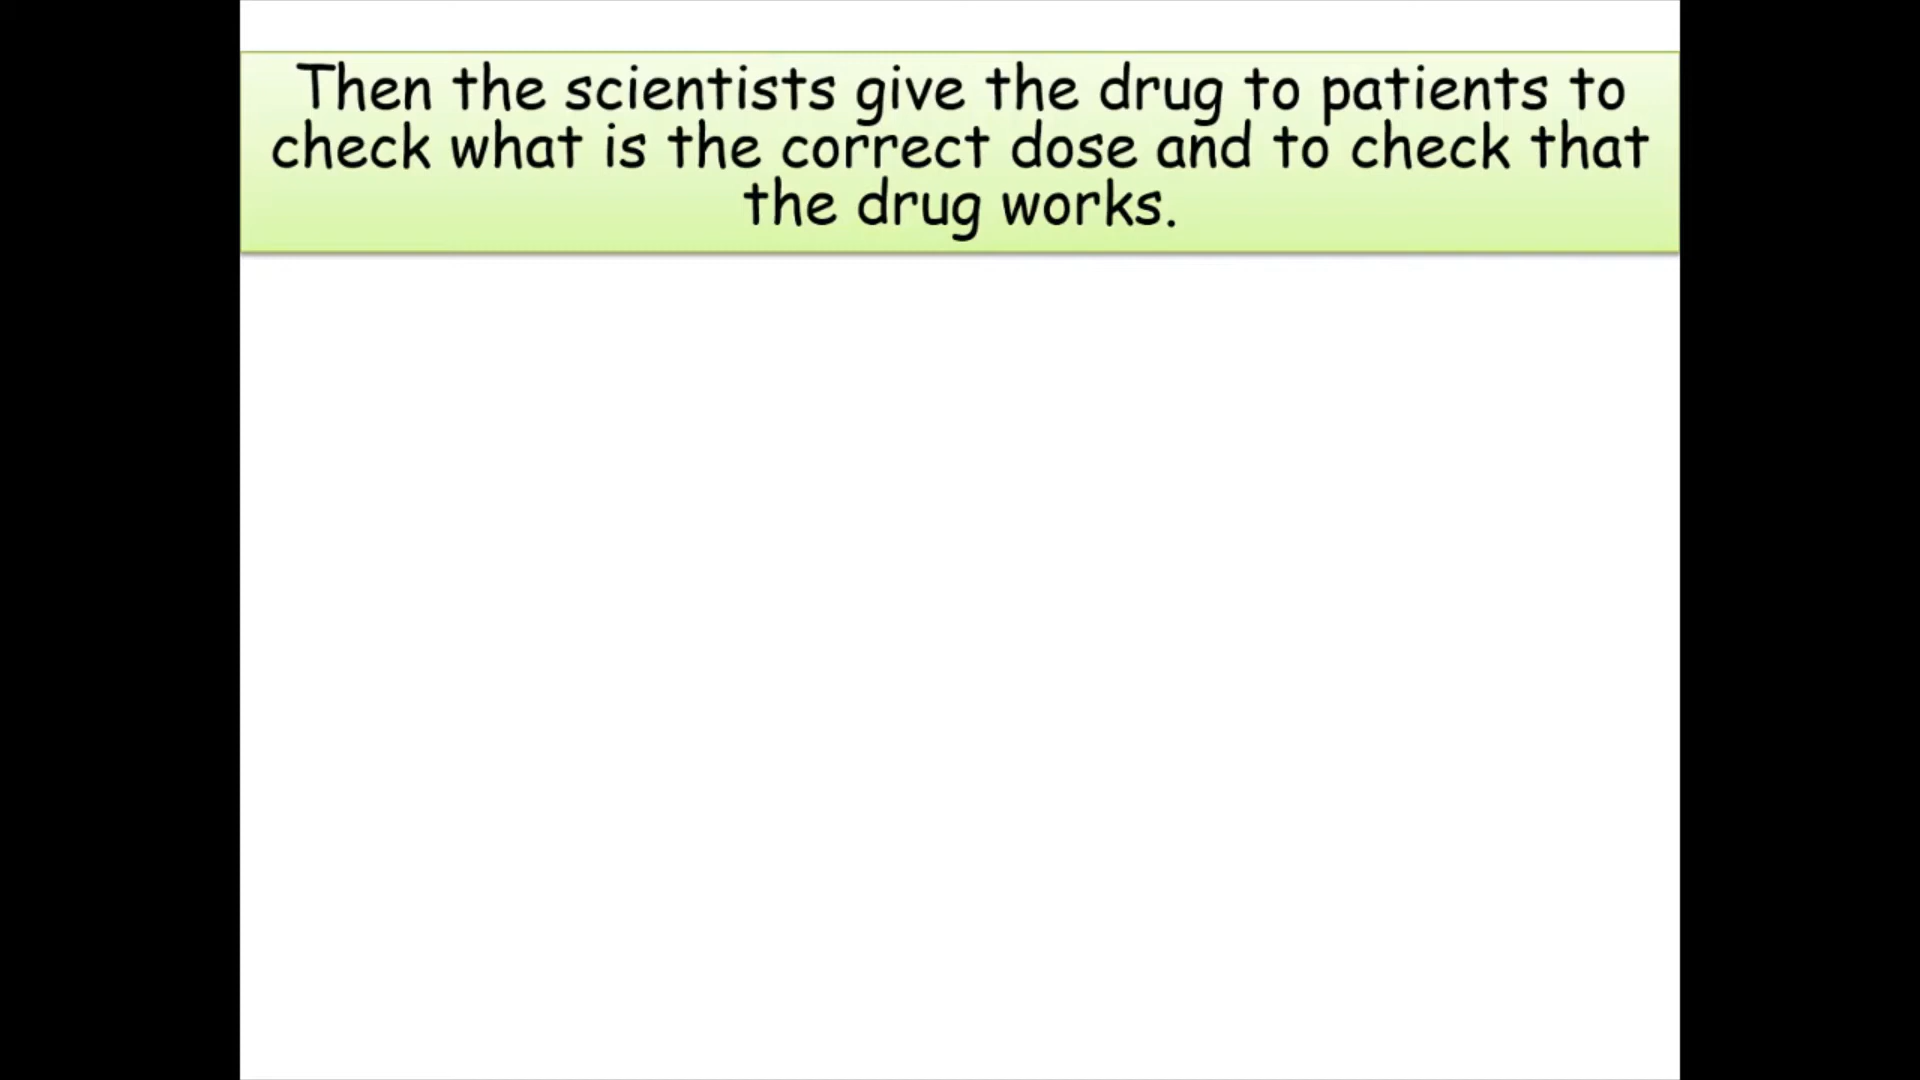 Then the scientists give the drug to patients to
check what is the correct dose and to check that
the drug works.